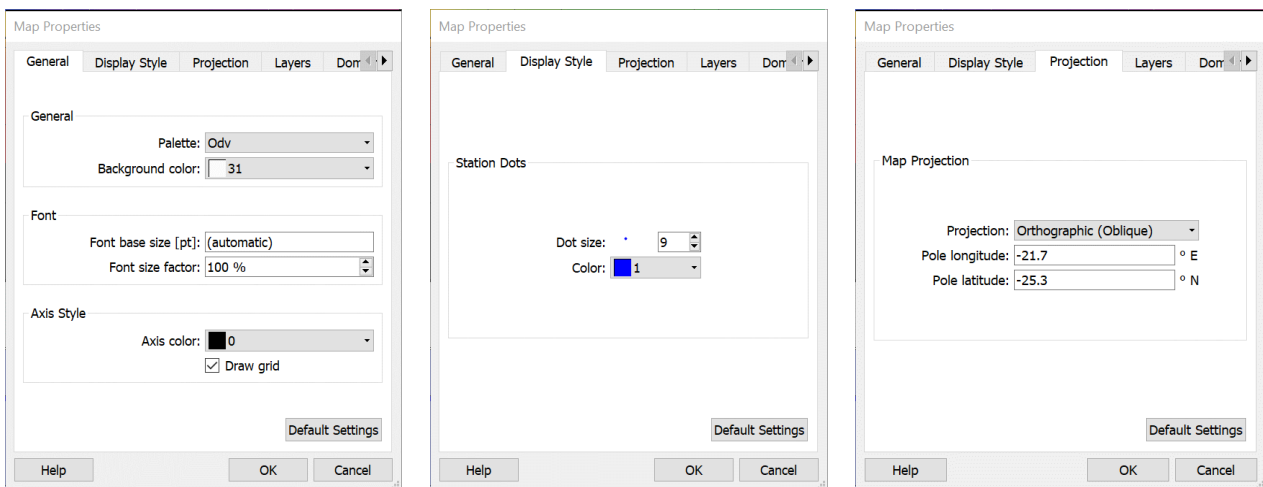 Map Properties
General Display Style Projection Layers Dom
General
Palette: Odv
Background color: 31
Font
Font base size [pt]: (automatic)
Font size factor: 100 %
Axis Style
Axis color: 0
Draw grid
Default Settings
Help OK Cancel
Map Properties
General Display Style Projection Layers Dom
Station Dots
Dot size: 9
Color: 1
Default Settings
Help OK Cancel
Map Properties
General Display Style Projection Layers Dom
Map Projection
Projection: Orthographic (Oblique)
Pole longitude: -21.7 º E
Pole latitude: -25.3 º N
Default Settings
Help OK Cancel